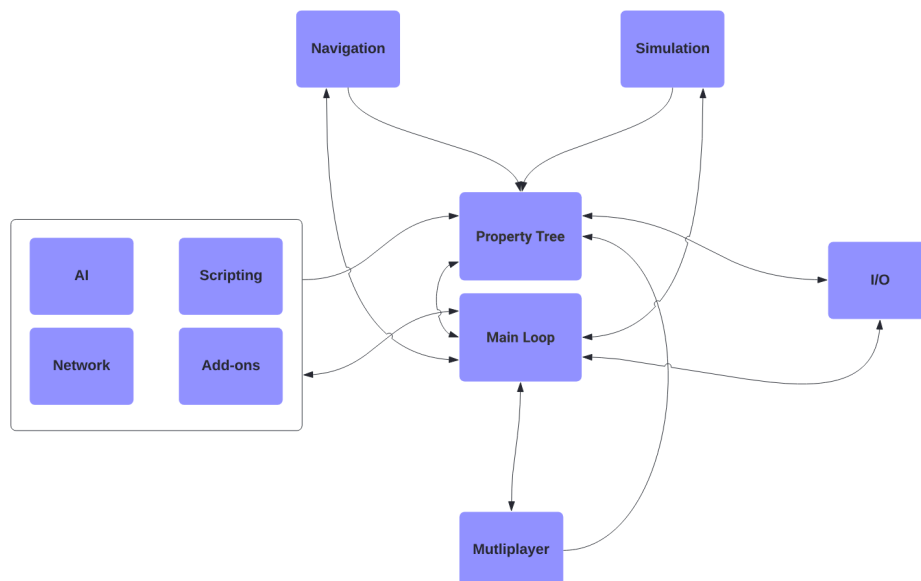 Navigation
Simulation
Property Tree
AI
Scripting
I/O
Main Loop
Network
Add-ons
Mutliplayer